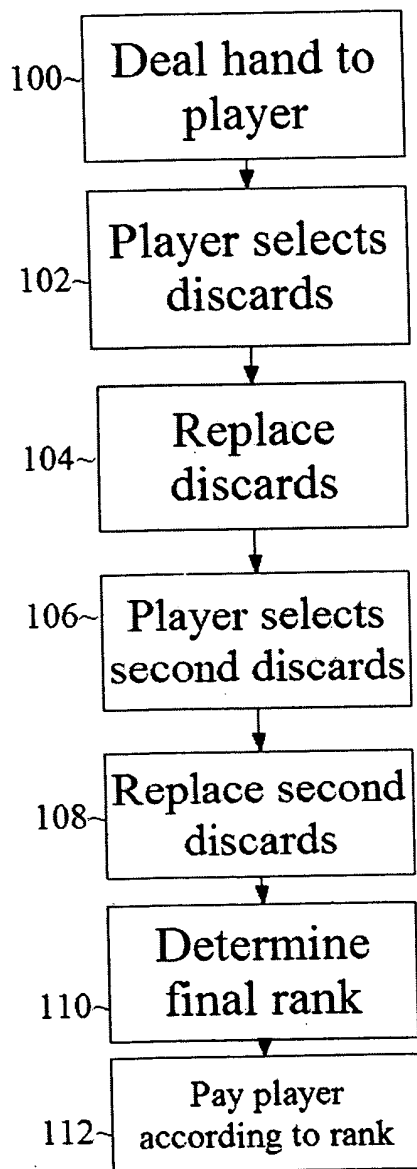 100~ Deal hand to
player
Player selects
102~ discards
Replace
104~ discards
106~ Player selects
second discards
Replace second
108~ discards
Determine
110~ final rank
Pay player
112~ according to rank